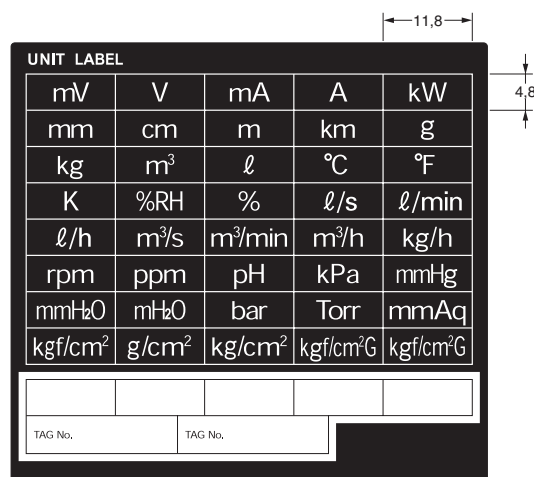 11,8
UNIT LABEL
4,8
mV V mA A kW
mm cm m km g
kg m³ ℓ °C °F
K %RH % ℓ/s ℓ/min
ℓ/h m³/s m³/min m³/h kg/h
rpm ppm pH kPa mmHg
mmH₂O mH₂O bar Torr mmAq
kgf/cm² g/cm² kg/cm² kgf/cm²G kgf/cm²G
TAG No. TAG No.